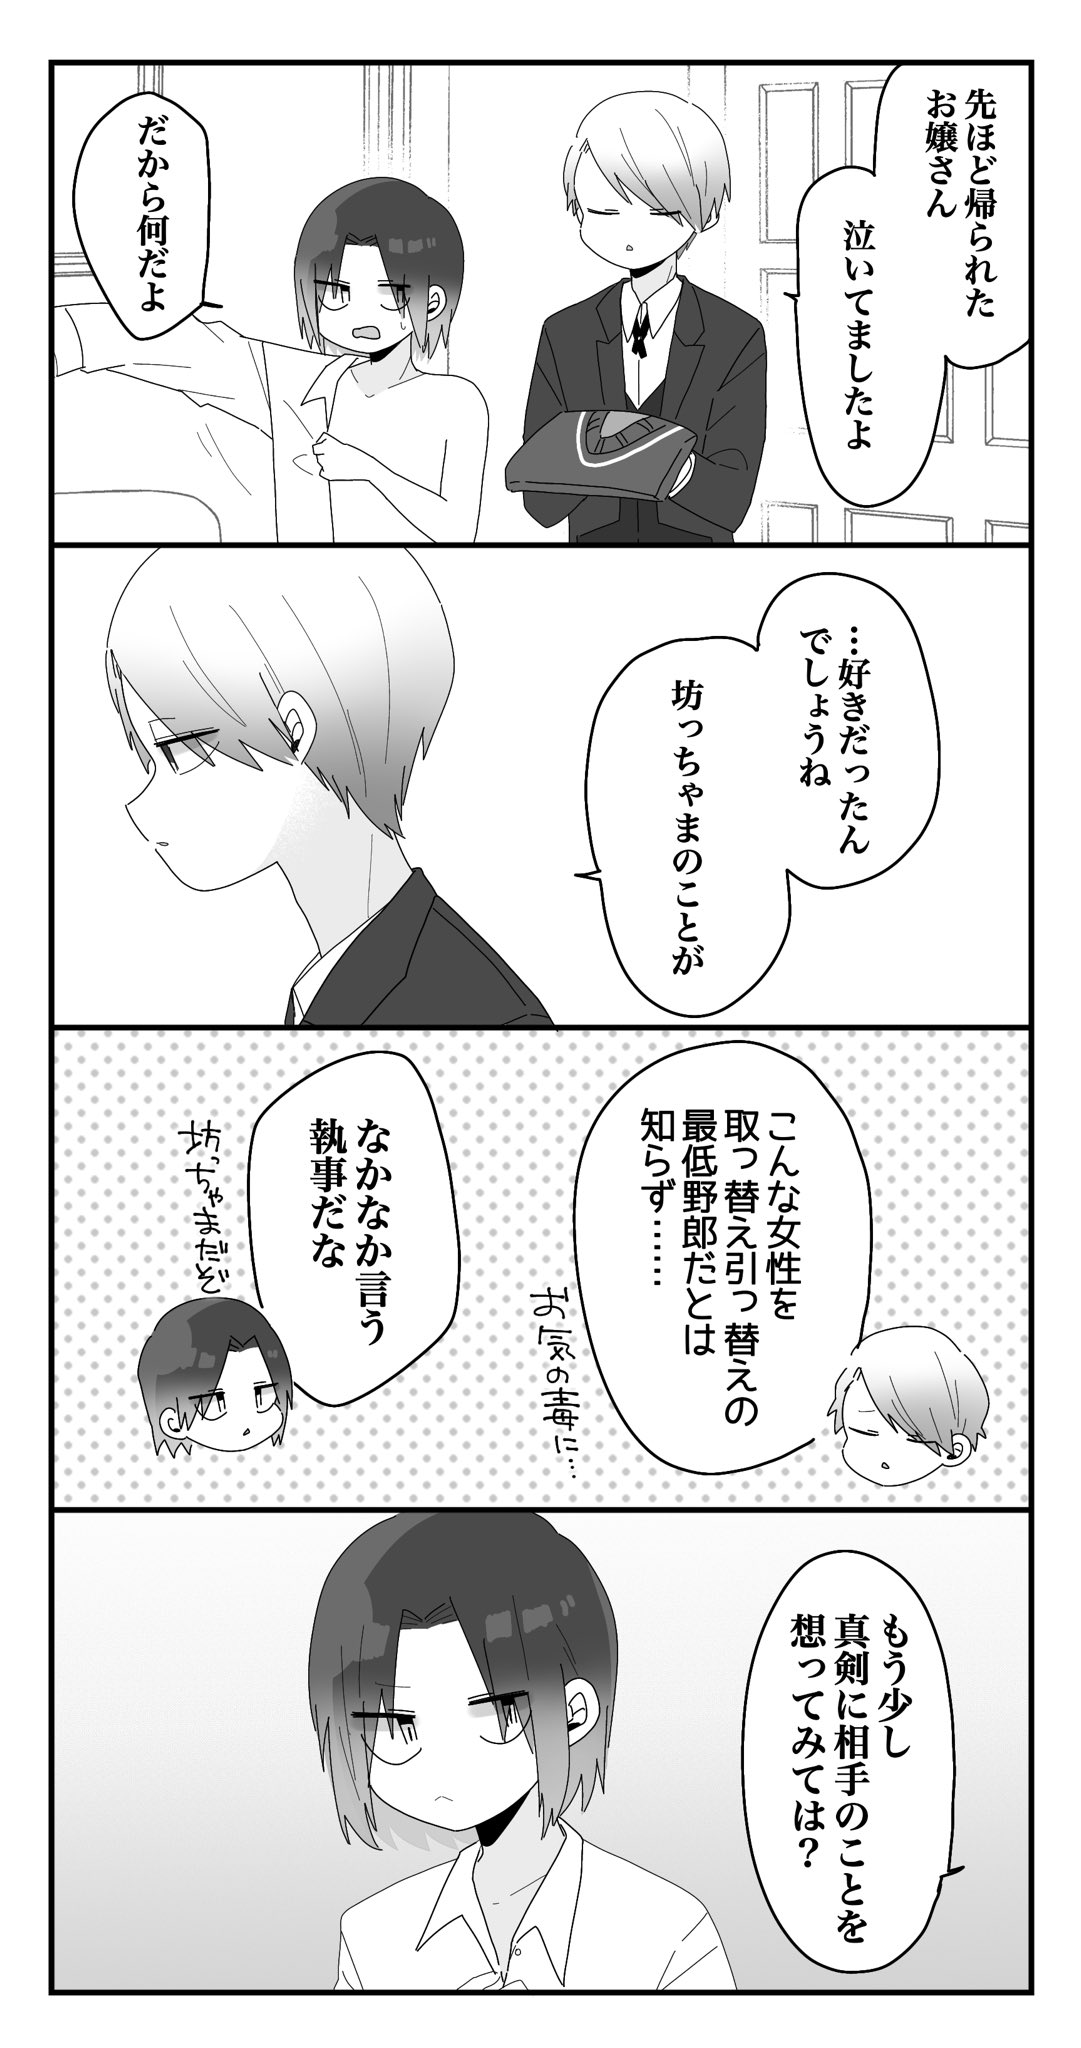 先ほど帰られた
お嬢さん
泣いてましたよ
だから何だよ
…好きだったん
でしょうね
坊っちゃまのことが
こんな女性を
取っ替え引っ替えの
最低野郎だとは
知らず……
お気の毒に…
なかなか言う
執事だな
坊っちゃまだぞ
もう少し
真剣に相手のことを
想ってみては？